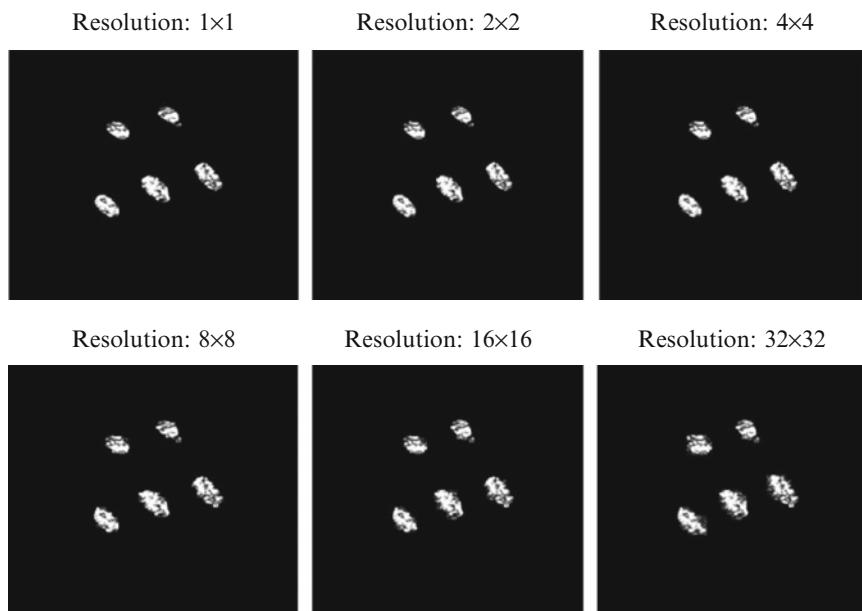 Resolution: 1×1
Resolution: 2×2
Resolution: 4×4
Resolution: 8×8
Resolution: 16×16
Resolution: 32×32